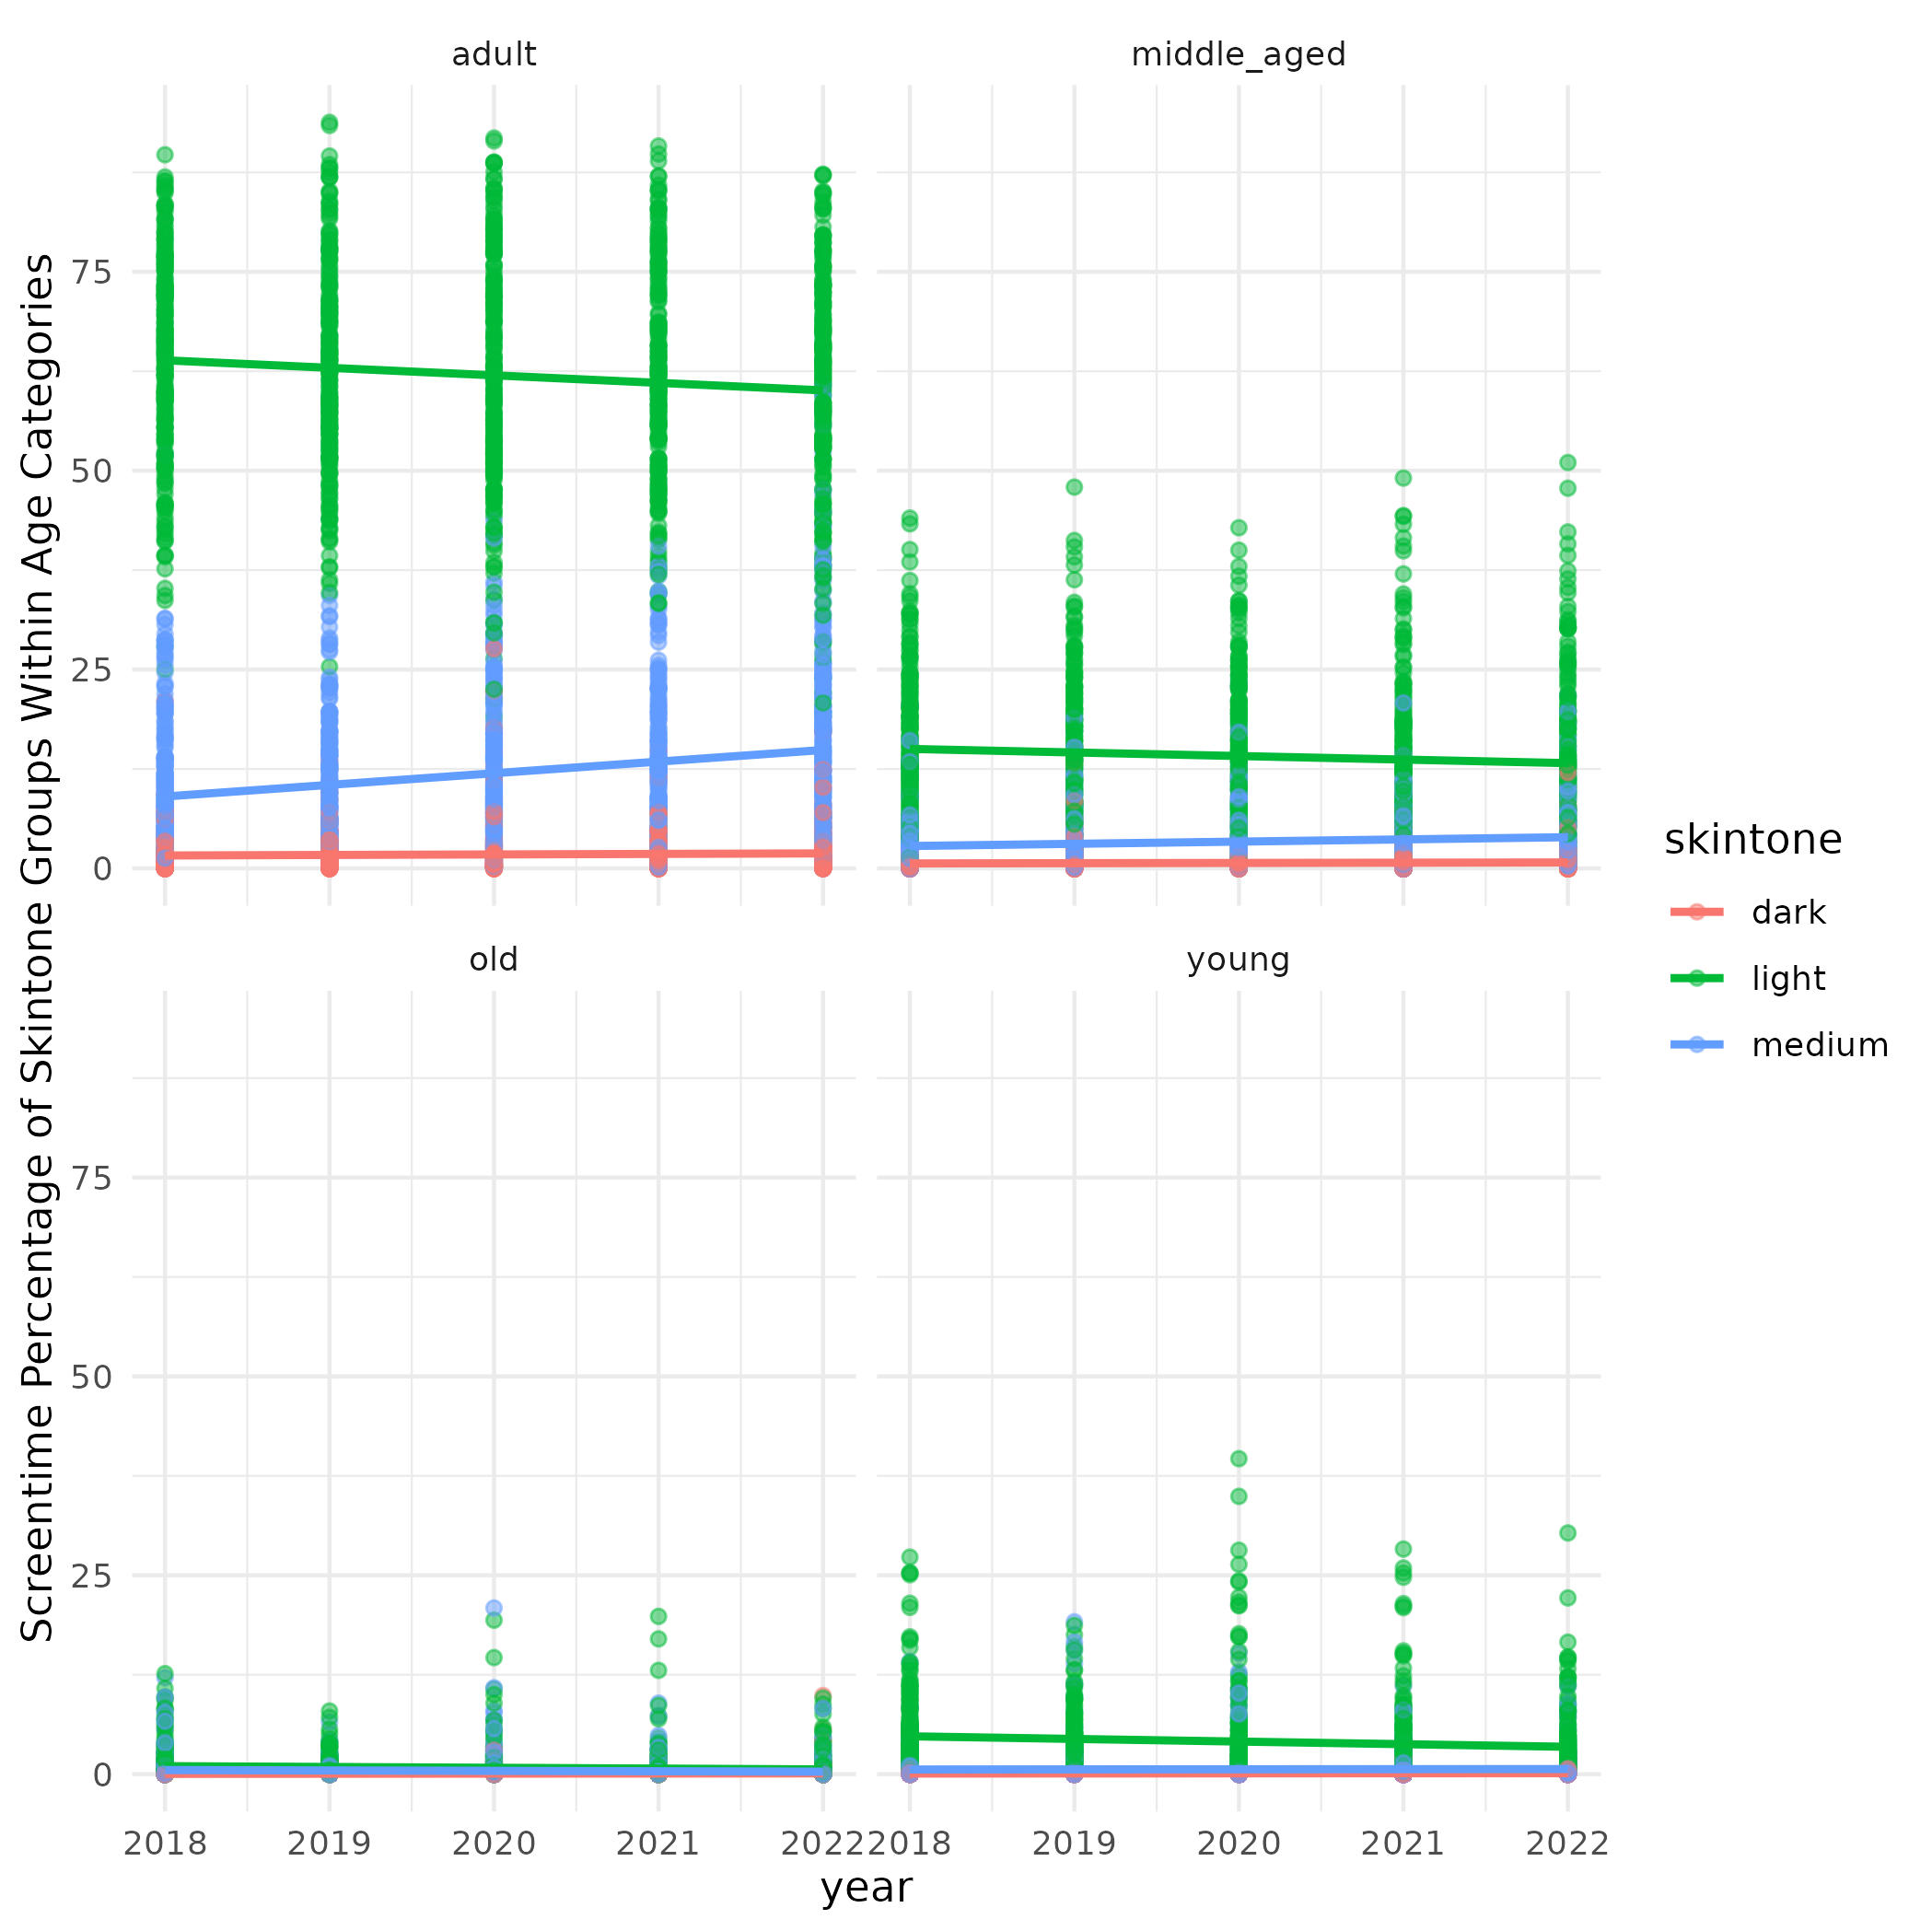 adult
middle_aged
Screentime Percentage of Skintone Groups Within Age Categories
75
50
25
0
old
young
75
50
25
0
2018
2019
2020
2021
2022
2018
2019
2020
2021
2022
year
skintone
dark
light
medium